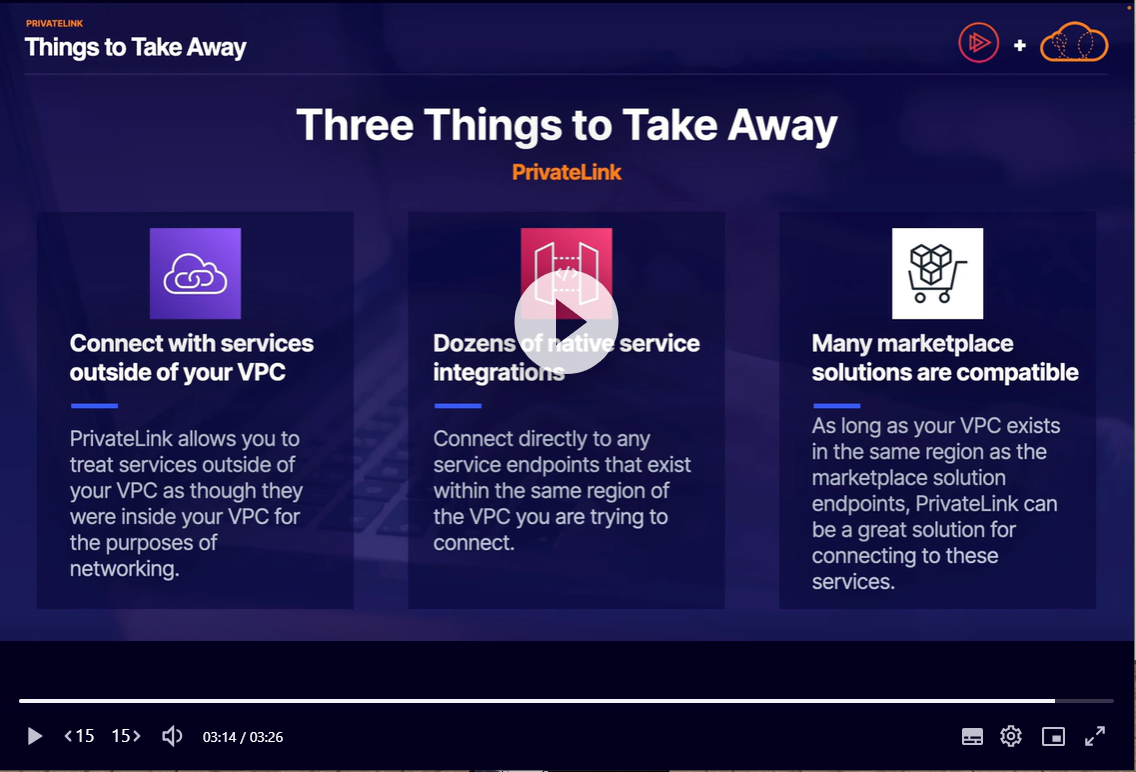 PRIVATELINK
Things to Take Away
+
Three Things to Take Away
PrivateLink
Connect with services
outside of your VPC
PrivateLink allows you to
treat services outside of
your VPC as though they
were inside your VPC for
the purposes of
networking.
</>
Dozens of native service
integrations
Connect directly to any
service endpoints that exist
within the same region of
the VPC you are trying to
connect.
Many marketplace
solutions are compatible
As long as your VPC exists
in the same region as the
marketplace solution
endpoints, PrivateLink can
be a great solution for
connecting to these
services.
<15 15> 03:14 / 03:26